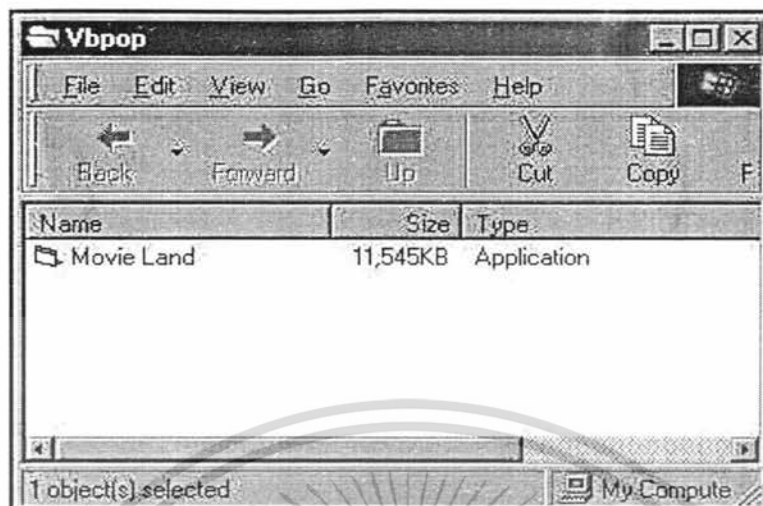 Vbpop
File Edit View Go Favorites Help
Back Forward Up Cut Copy F
Name Size Type
Movie Land 11,545KB Application
1 object(s) selected My Compute